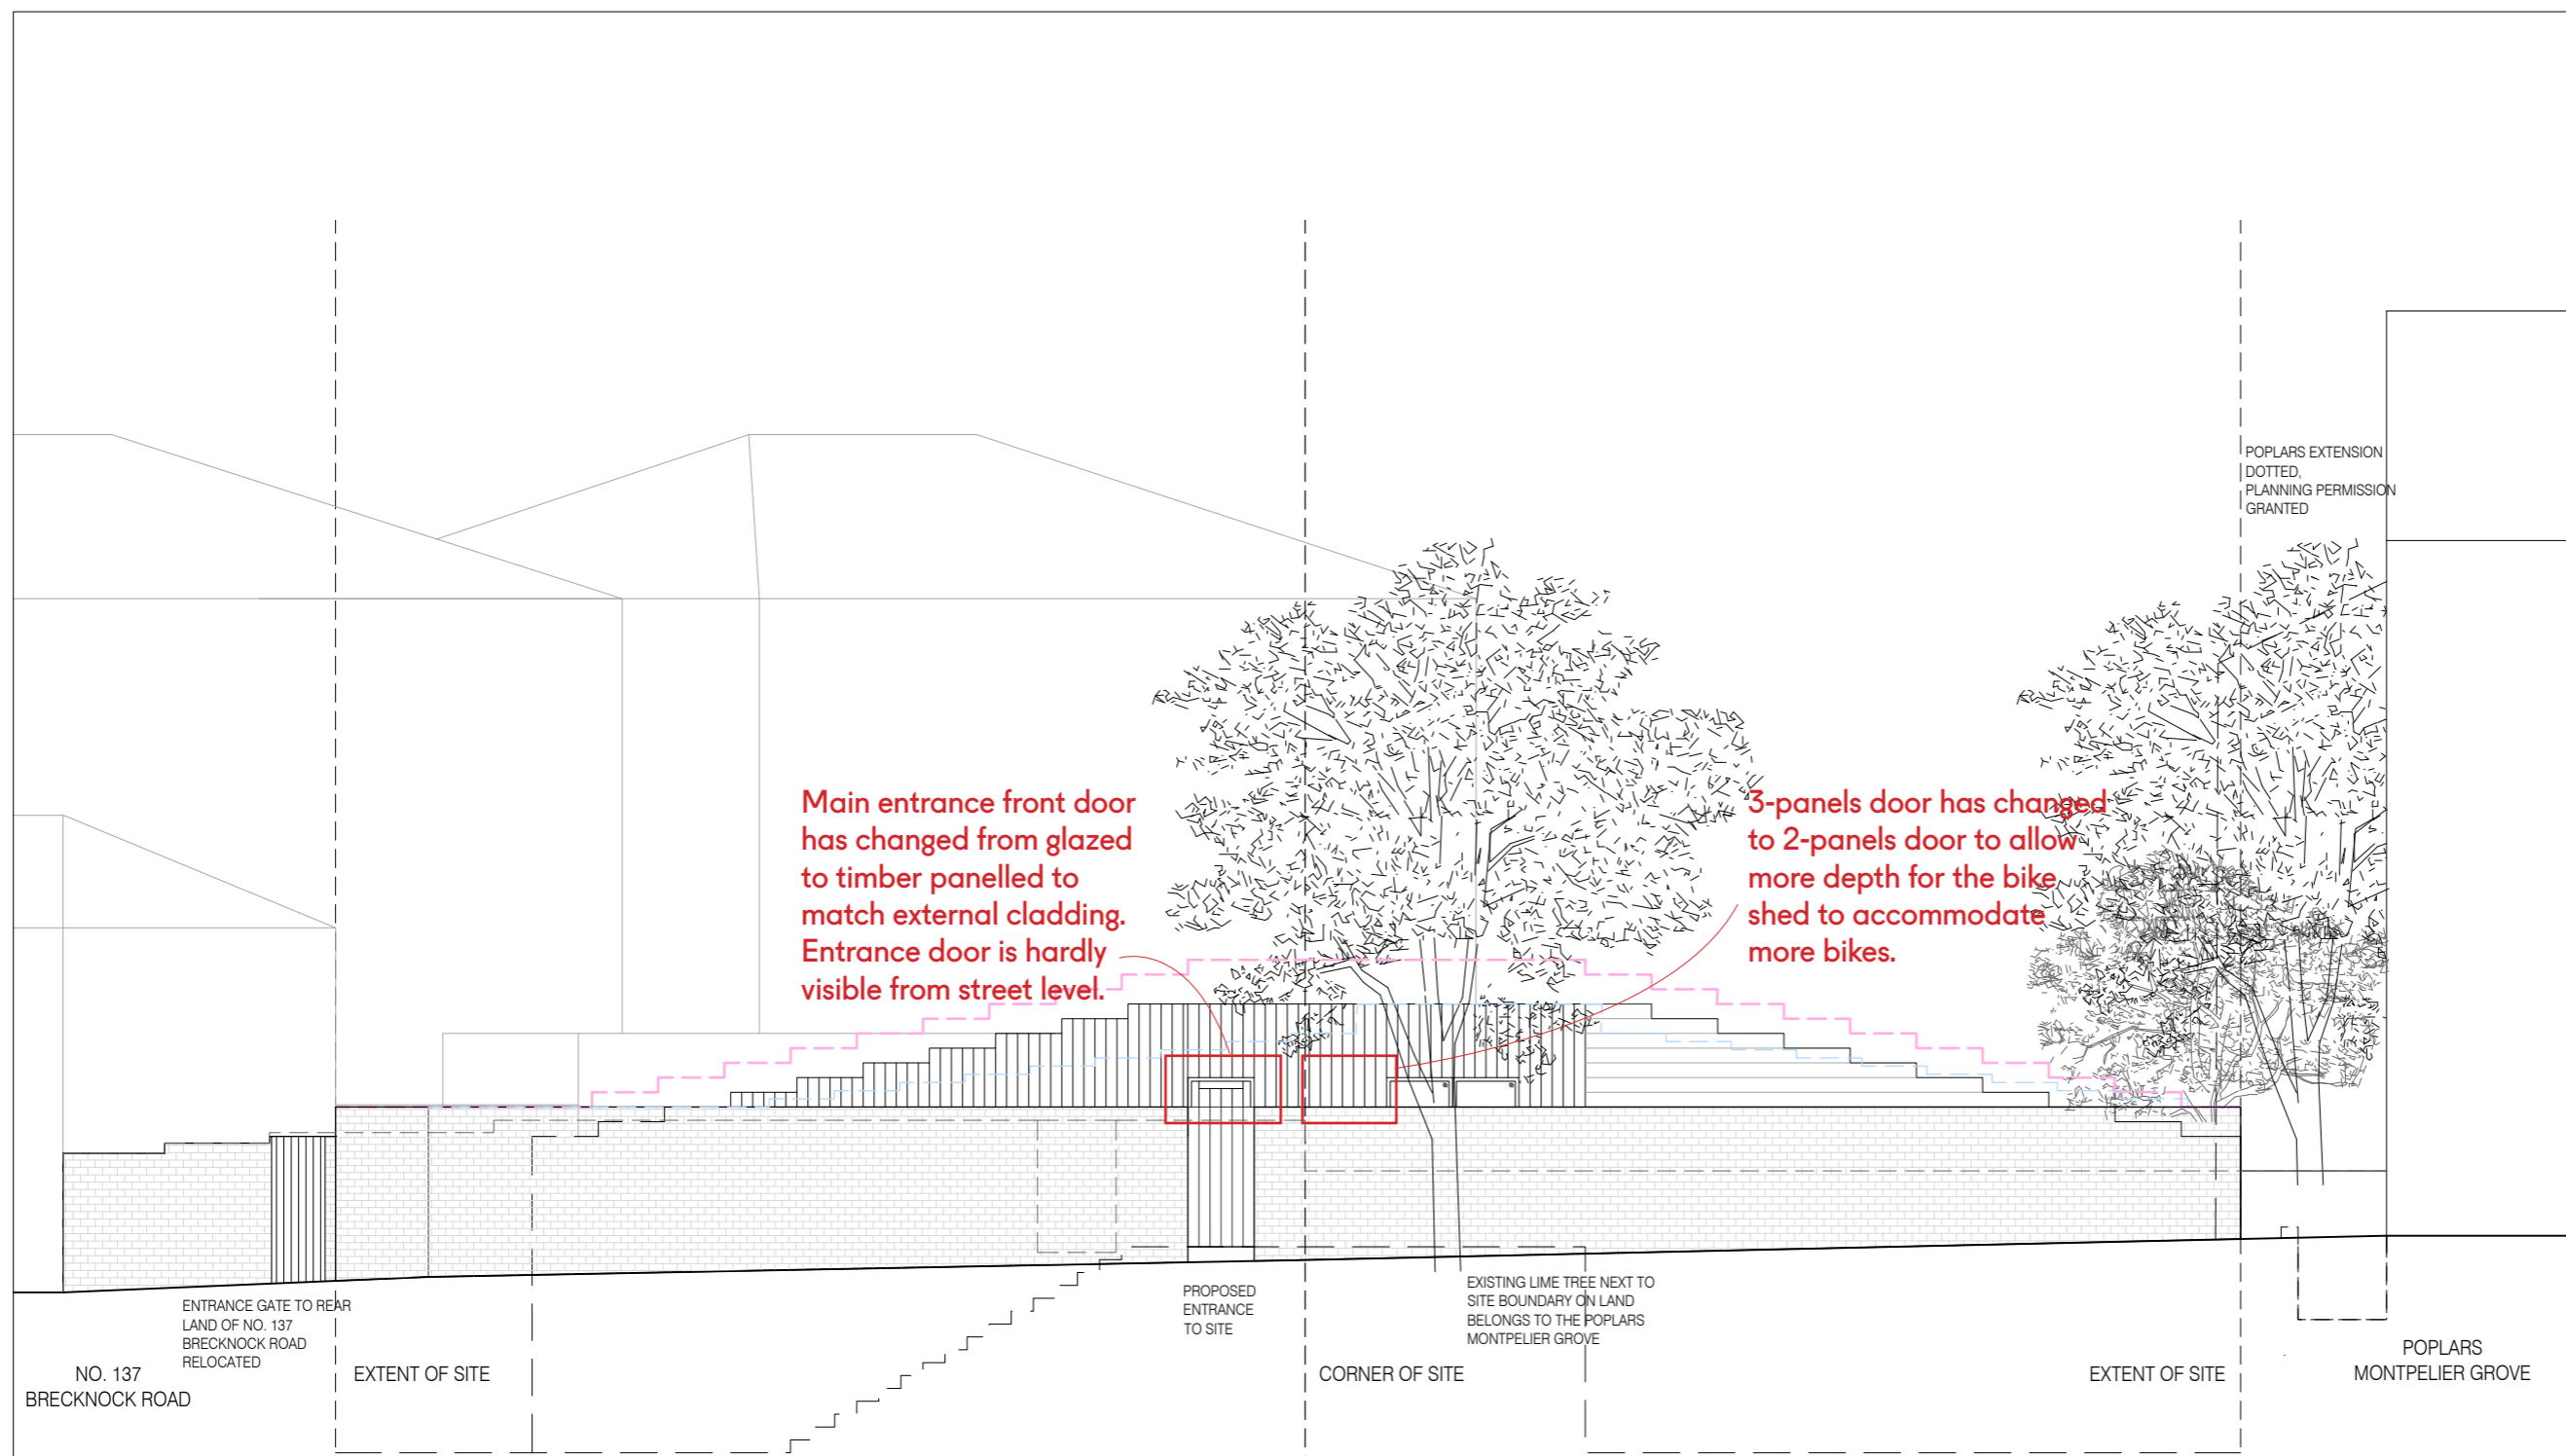 POPLARS EXTENSION
DOTTED,
PLANNING PERMISSION
GRANTED
Main entrance front door
has changed from glazed
to timber panelled to
match external cladding.
Entrance door is hardly
visible from street level.
3-panels door has changed
to 2-panels door to allow
more depth for the bike
shed to accommodate
more bikes.
ENTRANCE GATE TO REAR
LAND OF NO. 137
BRECKNOCK ROAD
RELOCATED
PROPOSED
ENTRANCE
TO SITE
EXISTING LIME TREE NEXT TO
SITE BOUNDARY ON LAND
BELONGS TO THE POPLARS
MONTPELIER GROVE
NO. 137
BRECKNOCK ROAD
EXTENT OF SITE
CORNER OF SITE
EXTENT OF SITE
POPLARS
MONTPELIER GROVE